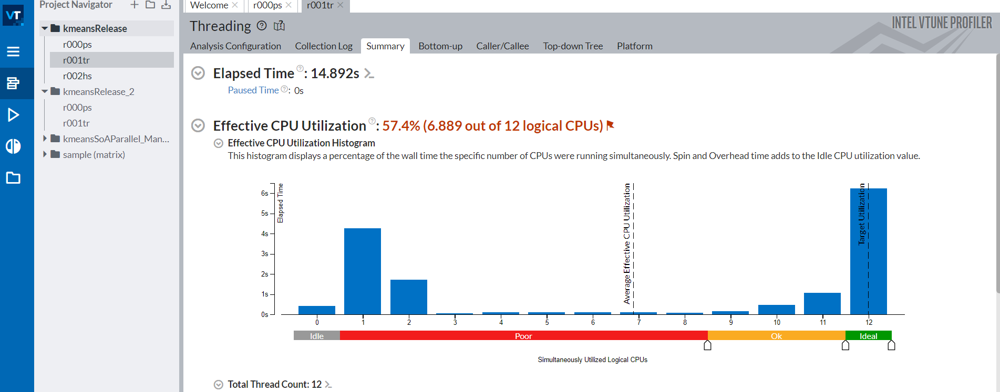 Project Navigator
VT
kmeansRelease
r000ps
r001tr
r002hs
kmeansRelease_2
r000ps
r001tr
kmeansSoAParallel_Man...
sample (matrix)
Welcome r000ps r001tr
Threading
INTEL VTUNE PROFILER
Analysis Configuration Collection Log Summary Bottom-up Caller/Callee Top-down Tree Platform
Elapsed Time : 14.892s
Paused Time : 0s
Effective CPU Utilization : 57.4% (6.889 out of 12 logical CPUs)
Effective CPU Utilization Histogram
This histogram displays a percentage of the wall time the specific number of CPUs were running simultaneously. Spin and Overhead time adds to the Idle CPU utilization value.
Elapsed Time
6s
5s
4s
3s
2s
1s
0s
Average Effective CPU Utilization
Target Utilization
0 1 2 3 4 5 6 7 8 9 10 11 12
Idle Poor Ok Ideal
Simultaneously Utilized Logical CPUs
Total Thread Count: 12